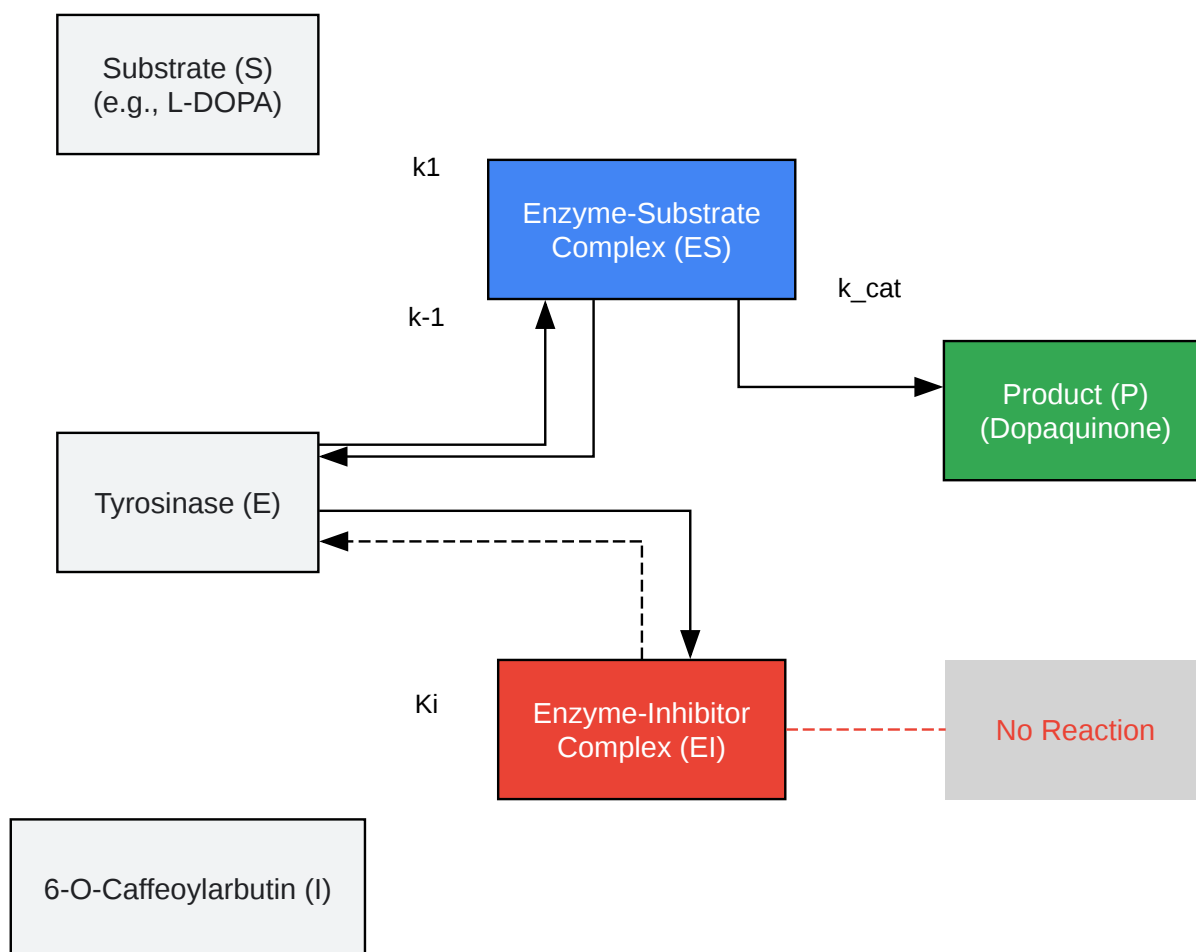 Substrate (S)
(e.g., L-DOPA)
k1
Enzyme-Substrate
Complex (ES)
k_cat
k-1
Product (P)
(Dopaquinone)
Tyrosinase (E)
Ki
Enzyme-Inhibitor
Complex (EI)
No Reaction
6-O-Caffeoylarbutin (I)